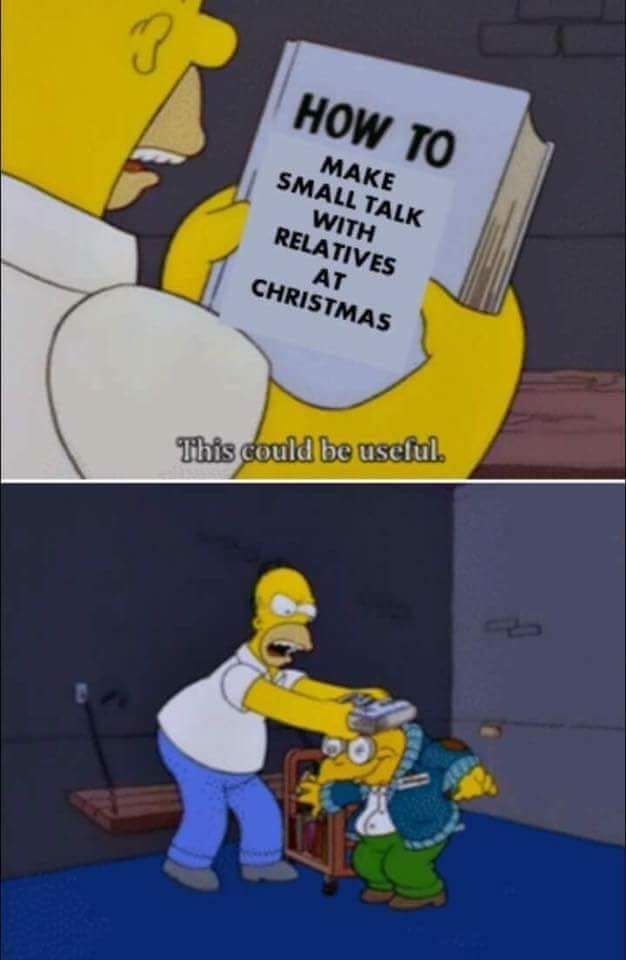 HOW TO
MAKE
SMALL TALK
WITH
RELATIVES
AT
CHRISTMAS
This could be useful.